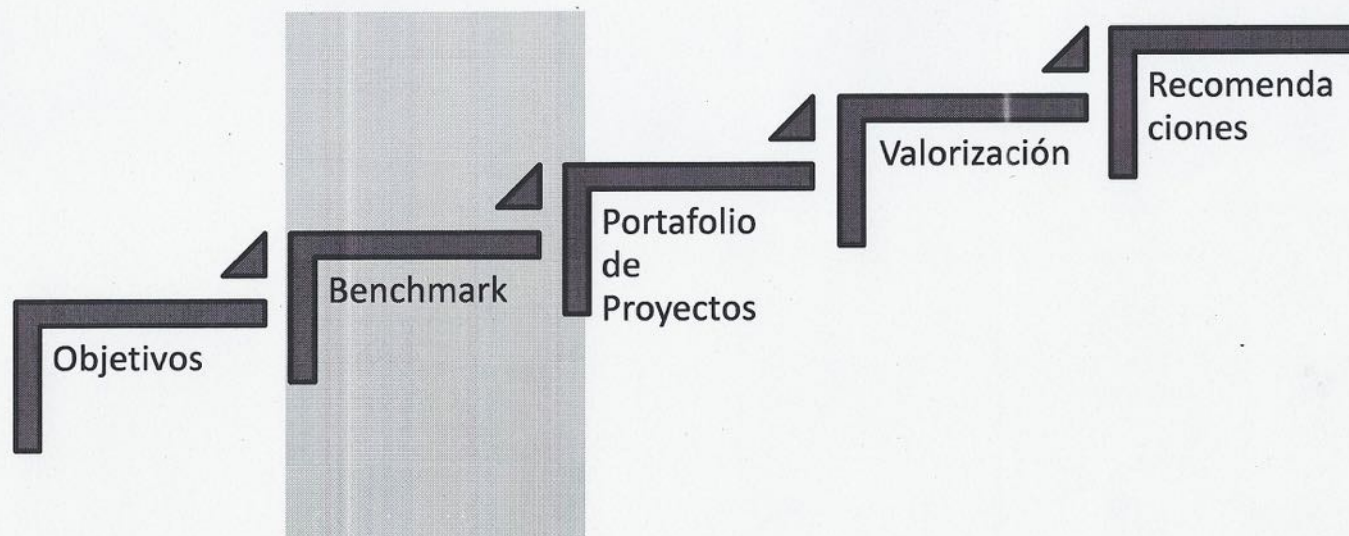 Objetivos
Benchmark
Portafolio
de
Proyectos
Valorización
Recomenda
ciones